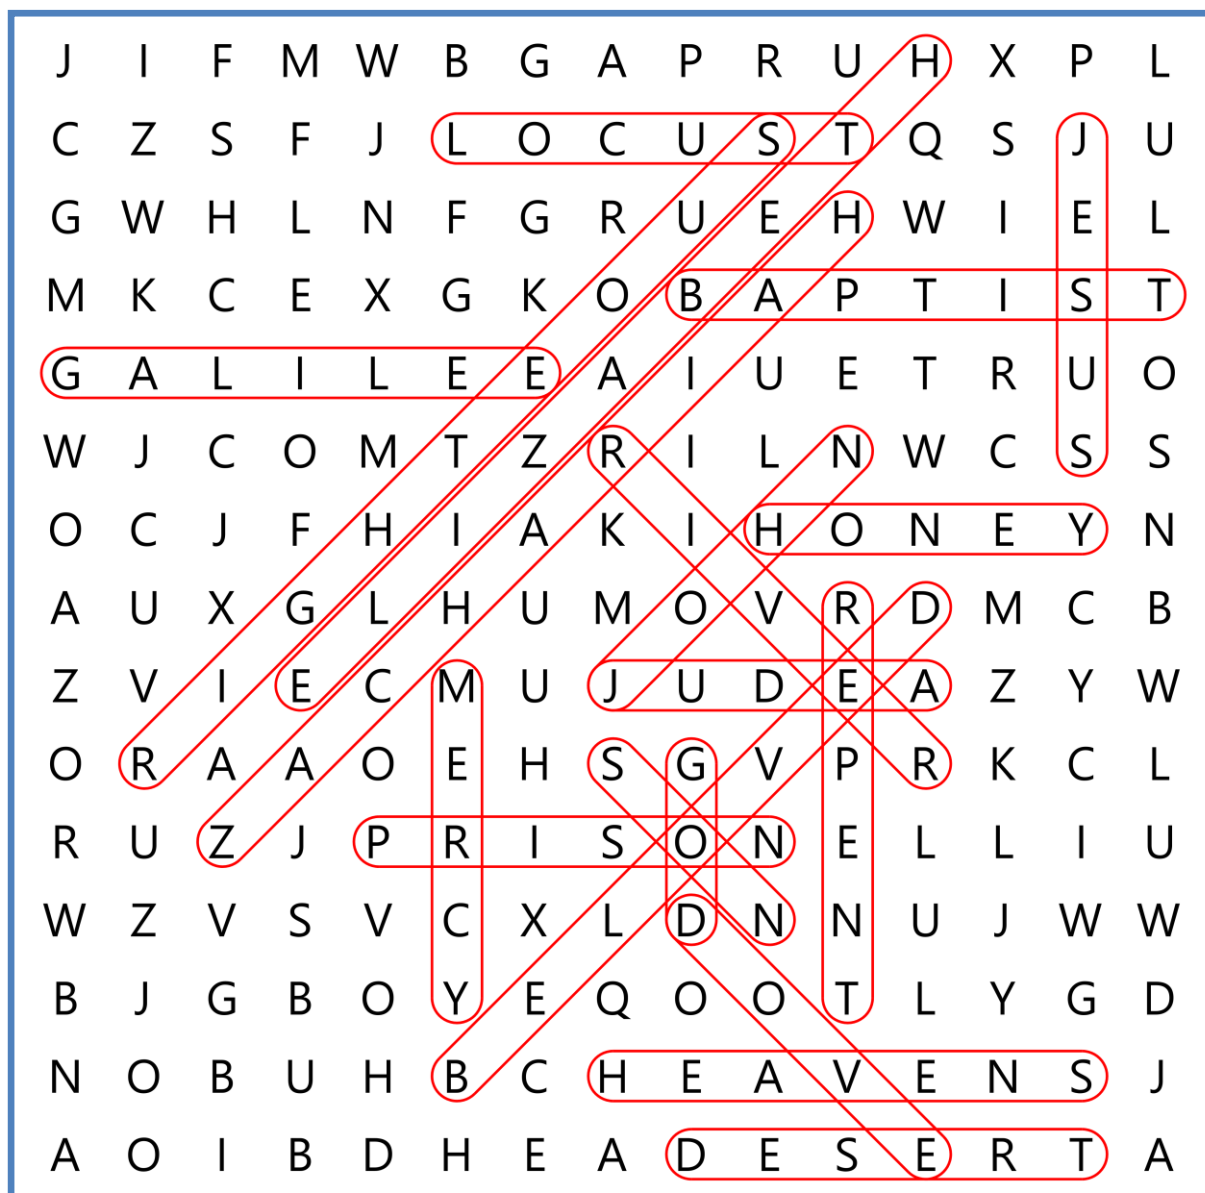 J I F M W B G A P R U H X P L
C Z S F J L O C U S T Q S J U
G W H L N F G R U E H W I E L
M K C E X G K O B A P T I S T
G A L I L E E A I U E T R U O
W J C O M T Z R I L N W C S S
O C J F H I A K I H O N E Y N
A U X G L H U M O V R D M C B
Z V I E C M U J U D E A Z Y W
O R A A O E H S G V P R K C L
R U Z J P R I S O N E L L I U
W Z V S V C X L D N N U J W W
B J G B O Y E Q O O T L Y G D
N O B U H B C H E A V E N S J
A O I B D H E A D E S E R T A